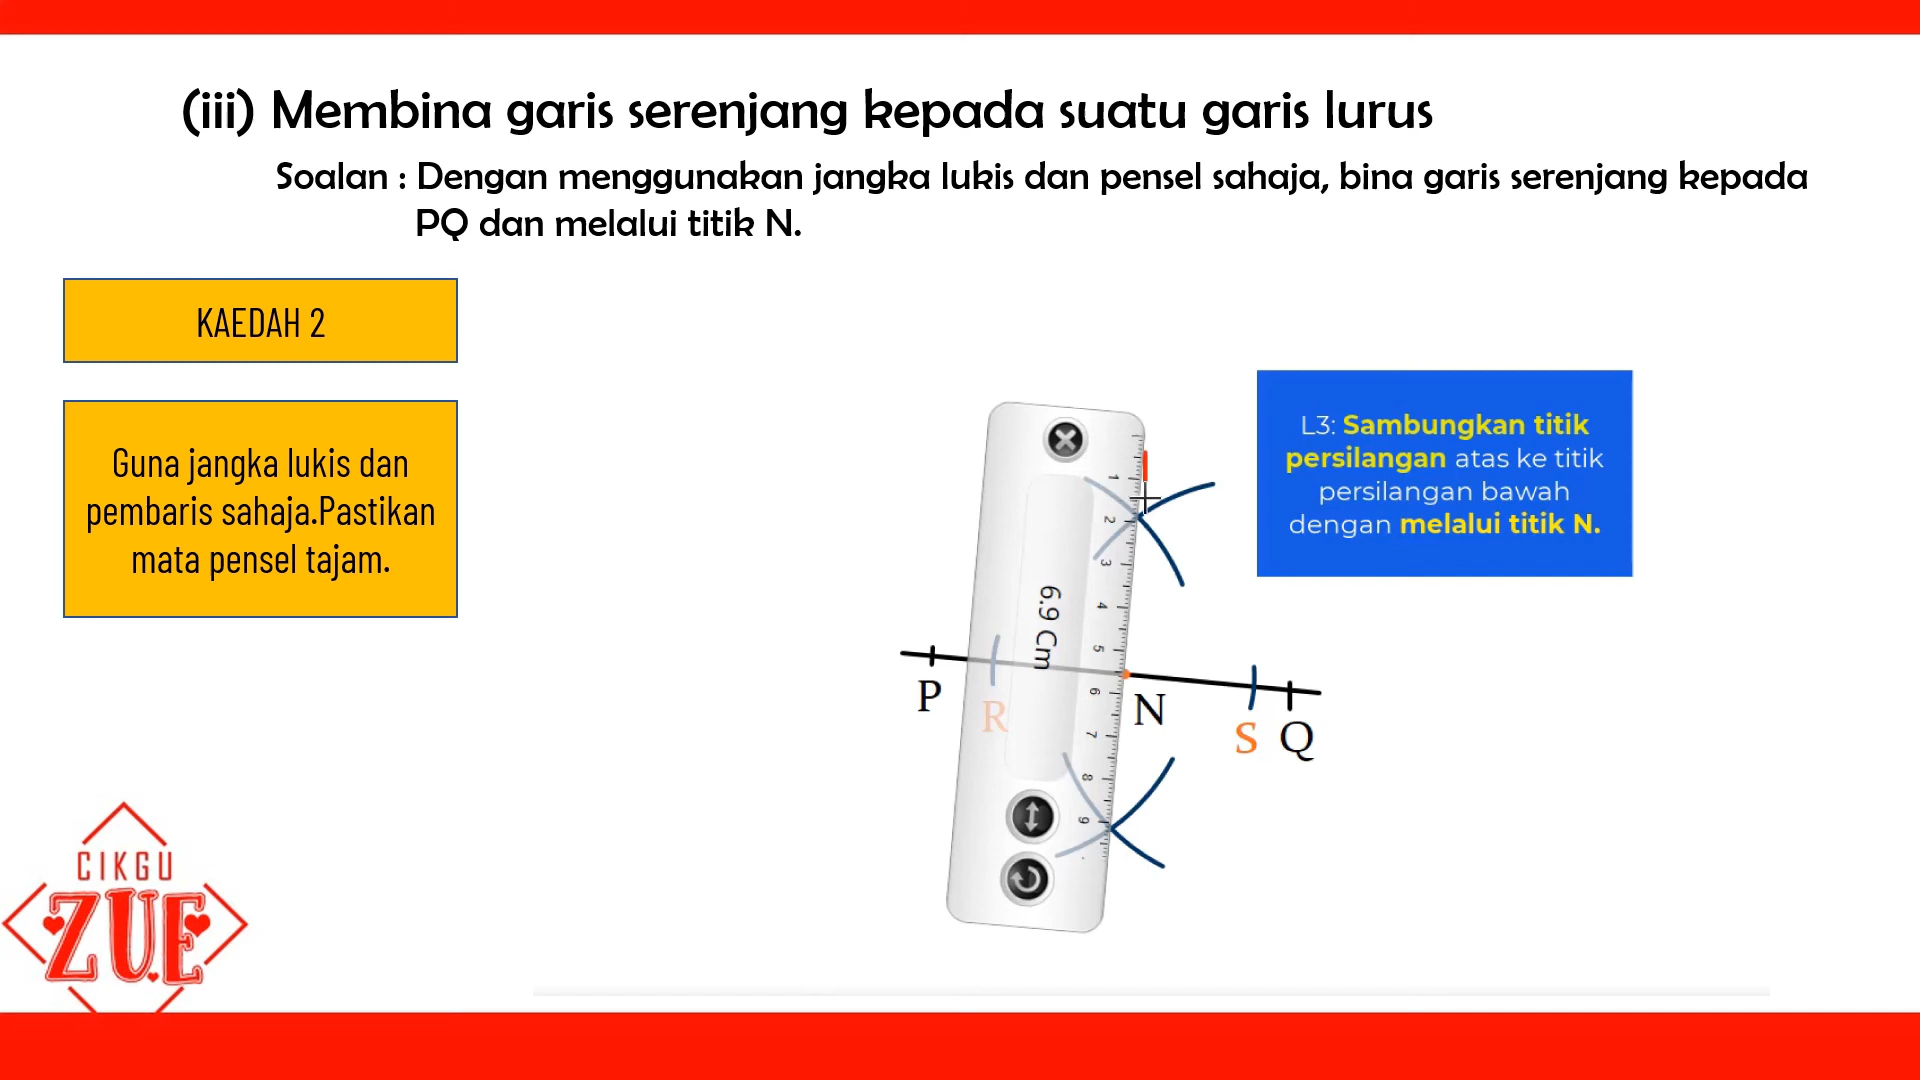 (iii) Membina garis serenjang kepada suatu garis lurus
Soalan : Dengan menggunakan jangka lukis dan pensel sahaja, bina garis serenjang kepada
PQ dan melalui titik N.
KAEDAH 2
Guna jangka lukis dan
pembaris sahaja.Pastikan
mata pensel tajam.
L3: Sambungkan titik
persilangan atas ke titik
persilangan bawah
dengan melalui titik N.
1
2
3
4
5
6
7
8
9
6.9 Cm
P
R
N
S
Q
CIKGU
ZUE